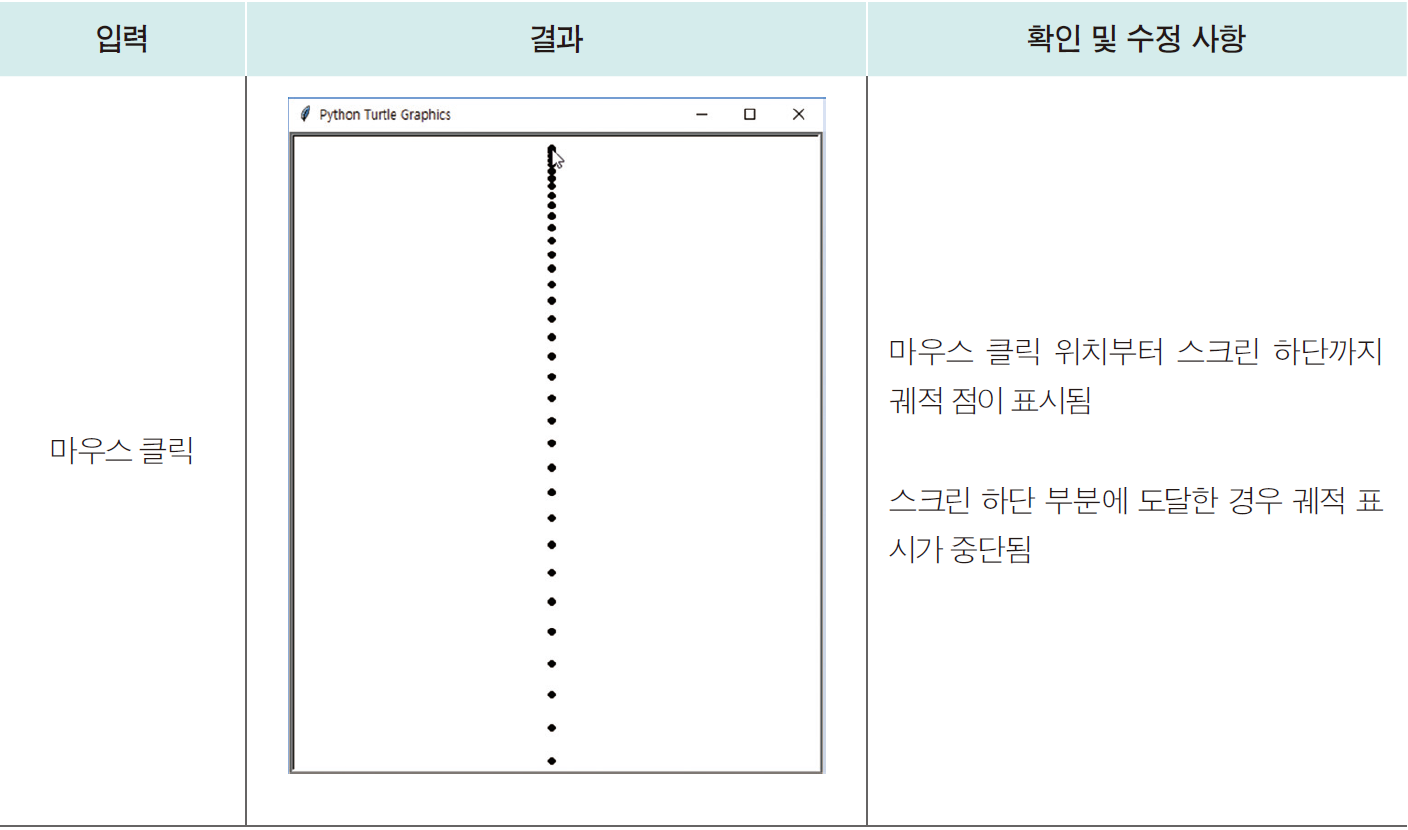 입력
결과
확인 및 수정 사항
마우스 클릭
Python Turtle Graphics
마우스 클릭 위치부터 스크린 하단까지
궤적 점이 표시됨
스크린 하단 부분에 도달한 경우 궤적 표
시가 중단됨